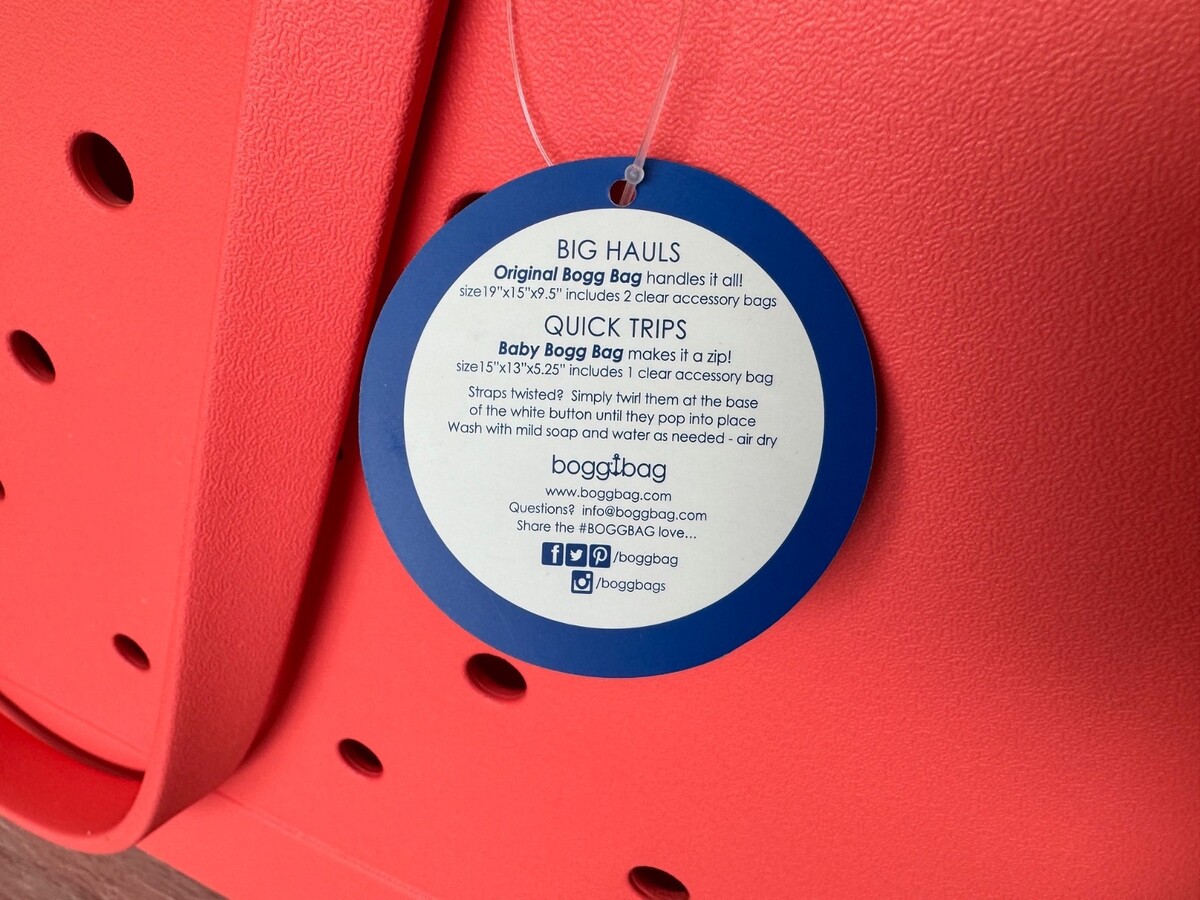 BIG HAULS
Original Bogg Bag handles it all!
size19"x15"x9.5" includes 2 clear accessory bags
QUICK TRIPS
Baby Bogg Bag makes it a zip!
size15"x13"x5.25" includes 1 clear accessory bag
Straps twisted? Simply twirl them at the base
of the white button until they pop into place
Wash with mild soap and water as needed - air dry
bogg bag
www.boggbag.com
Questions? info@boggbag.com
Share the #BOGGBAG love...
/boggbag
/boggbags